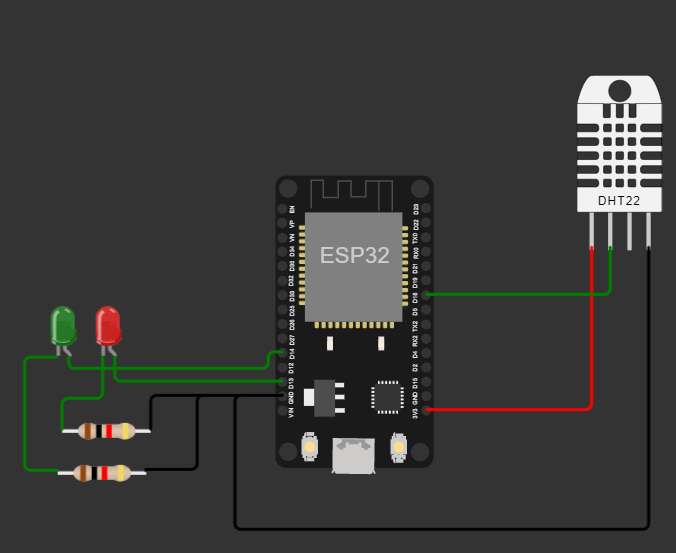 DHT22
ESP32
EN
VP
VN
D34
D35
D32
D33
D25
D26
D27
D14
D12
D13
GND
VIN
D23
D22
TX0
RX0
D21
D19
D18
D5
TX2
RX2
D4
D2
D15
GND
3V3